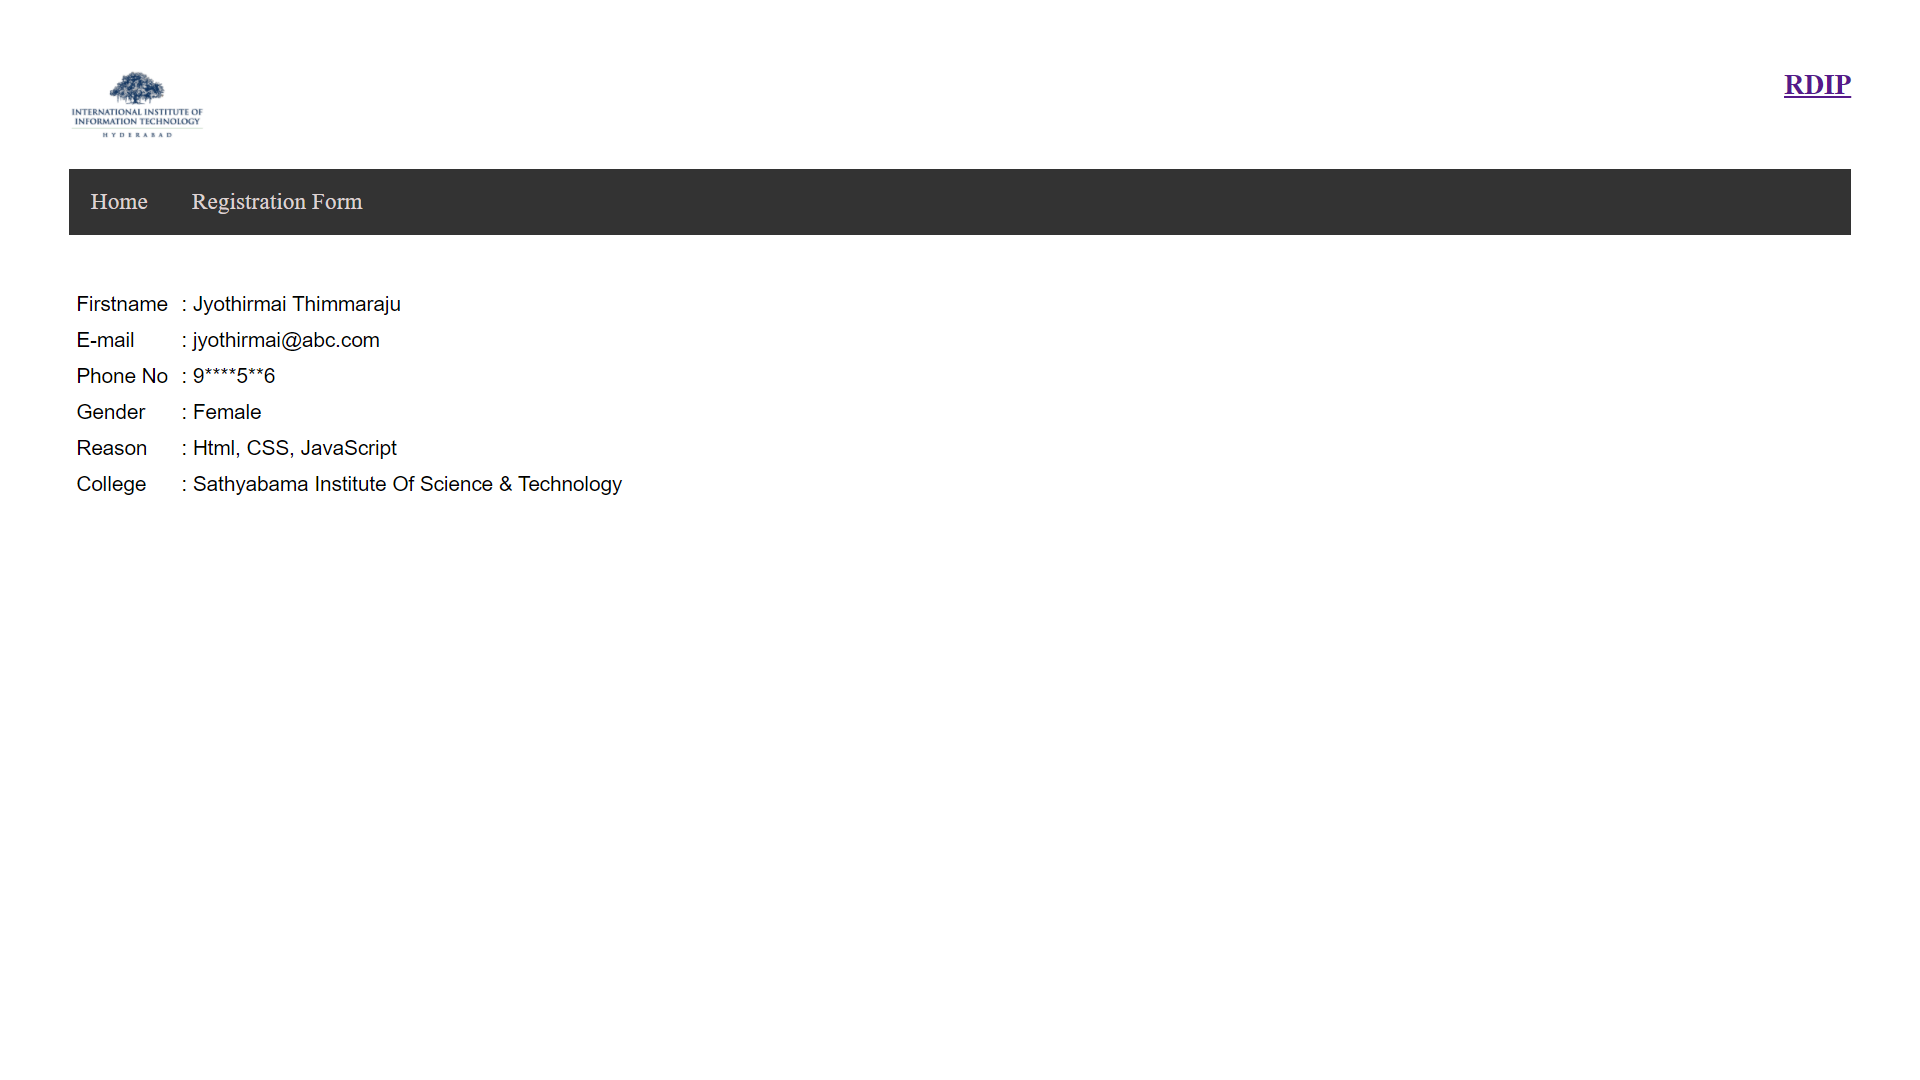 INTERNATIONAL INSTITUTE OF
INFORMATION TECHNOLOGY
HYDERABAD
RDIP
Home Registration Form
Firstname : Jyothirmai Thimmaraju
E-mail : jyothirmai@abc.com
Phone No : 9****5**6
Gender : Female
Reason : Html, CSS, JavaScript
College : Sathyabama Institute Of Science & Technology